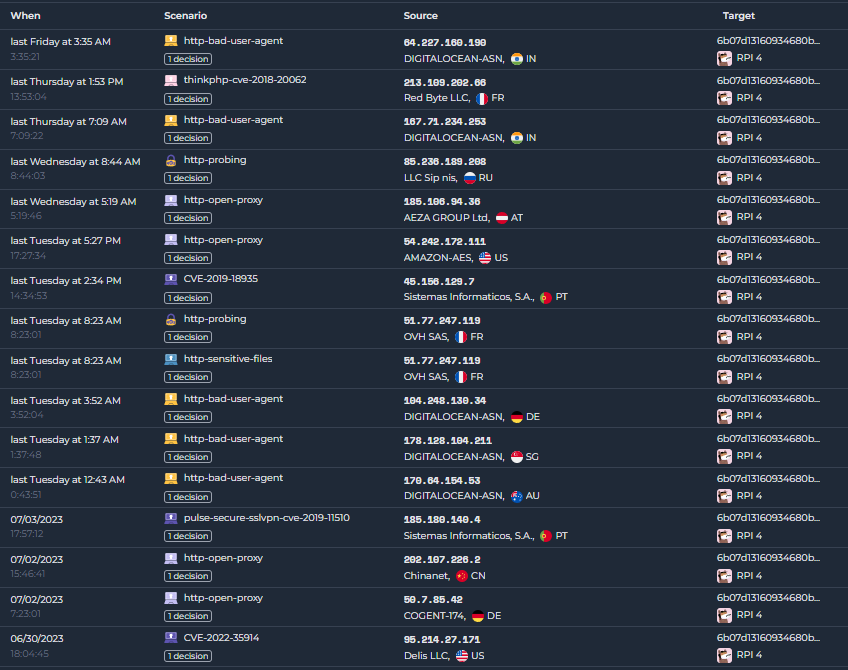 When Scenario Source Target
last Friday at 3:35 AM http-bad-user-agent 64.227.160.190 6b07d13160934680b...
3:35:21 1 decision DIGITALOCEAN-ASN, IN RPI 4
last Thursday at 1:53 PM thinkphp-cve-2018-20062 213.109.202.66 6b07d13160934680b...
13:53:04 1 decision Red Byte LLC, FR RPI 4
last Thursday at 7:09 AM http-bad-user-agent 167.71.234.253 6b07d13160934680b...
7:09:22 1 decision DIGITALOCEAN-ASN, IN RPI 4
last Wednesday at 8:44 AM http-probing 85.236.189.208 6b07d13160934680b...
8:44:03 1 decision LLC Sip nis, RU RPI 4
last Wednesday at 5:19 AM http-open-proxy 185.106.94.36 6b07d13160934680b...
5:19:46 1 decision AEZA GROUP Ltd, AT RPI 4
last Tuesday at 5:27 PM http-open-proxy 54.242.172.111 6b07d13160934680b...
17:27:34 1 decision AMAZON-AES, US RPI 4
last Tuesday at 2:34 PM CVE-2019-18935 45.156.129.7 6b07d13160934680b...
14:34:53 1 decision Sistemas Informaticos, S.A., PT RPI 4
last Tuesday at 8:23 AM http-probing 51.77.247.119 6b07d13160934680b...
8:23:01 1 decision OVH SAS, FR RPI 4
last Tuesday at 8:23 AM http-sensitive-files 51.77.247.119 6b07d13160934680b...
8:23:01 1 decision OVH SAS, FR RPI 4
last Tuesday at 3:52 AM http-bad-user-agent 104.248.130.34 6b07d13160934680b...
3:52:04 1 decision DIGITALOCEAN-ASN, DE RPI 4
last Tuesday at 1:37 AM http-bad-user-agent 178.128.104.211 6b07d13160934680b...
1:37:48 1 decision DIGITALOCEAN-ASN, SG RPI 4
last Tuesday at 12:43 AM http-bad-user-agent 170.64.154.53 6b07d13160934680b...
0:43:51 1 decision DIGITALOCEAN-ASN, AU RPI 4
07/03/2023 pulse-secure-sslvpn-cve-2019-11510 185.180.140.4 6b07d13160934680b...
17:57:12 1 decision Sistemas Informaticos, S.A., PT RPI 4
07/02/2023 http-open-proxy 202.107.226.2 6b07d13160934680b...
15:46:41 1 decision Chinanet, CN RPI 4
07/02/2023 http-open-proxy 50.7.85.42 6b07d13160934680b...
7:23:01 1 decision COGENT-174, DE RPI 4
06/30/2023 CVE-2022-35914 95.214.27.171 6b07d13160934680b...
18:04:45 1 decision Delis LLC, US RPI 4